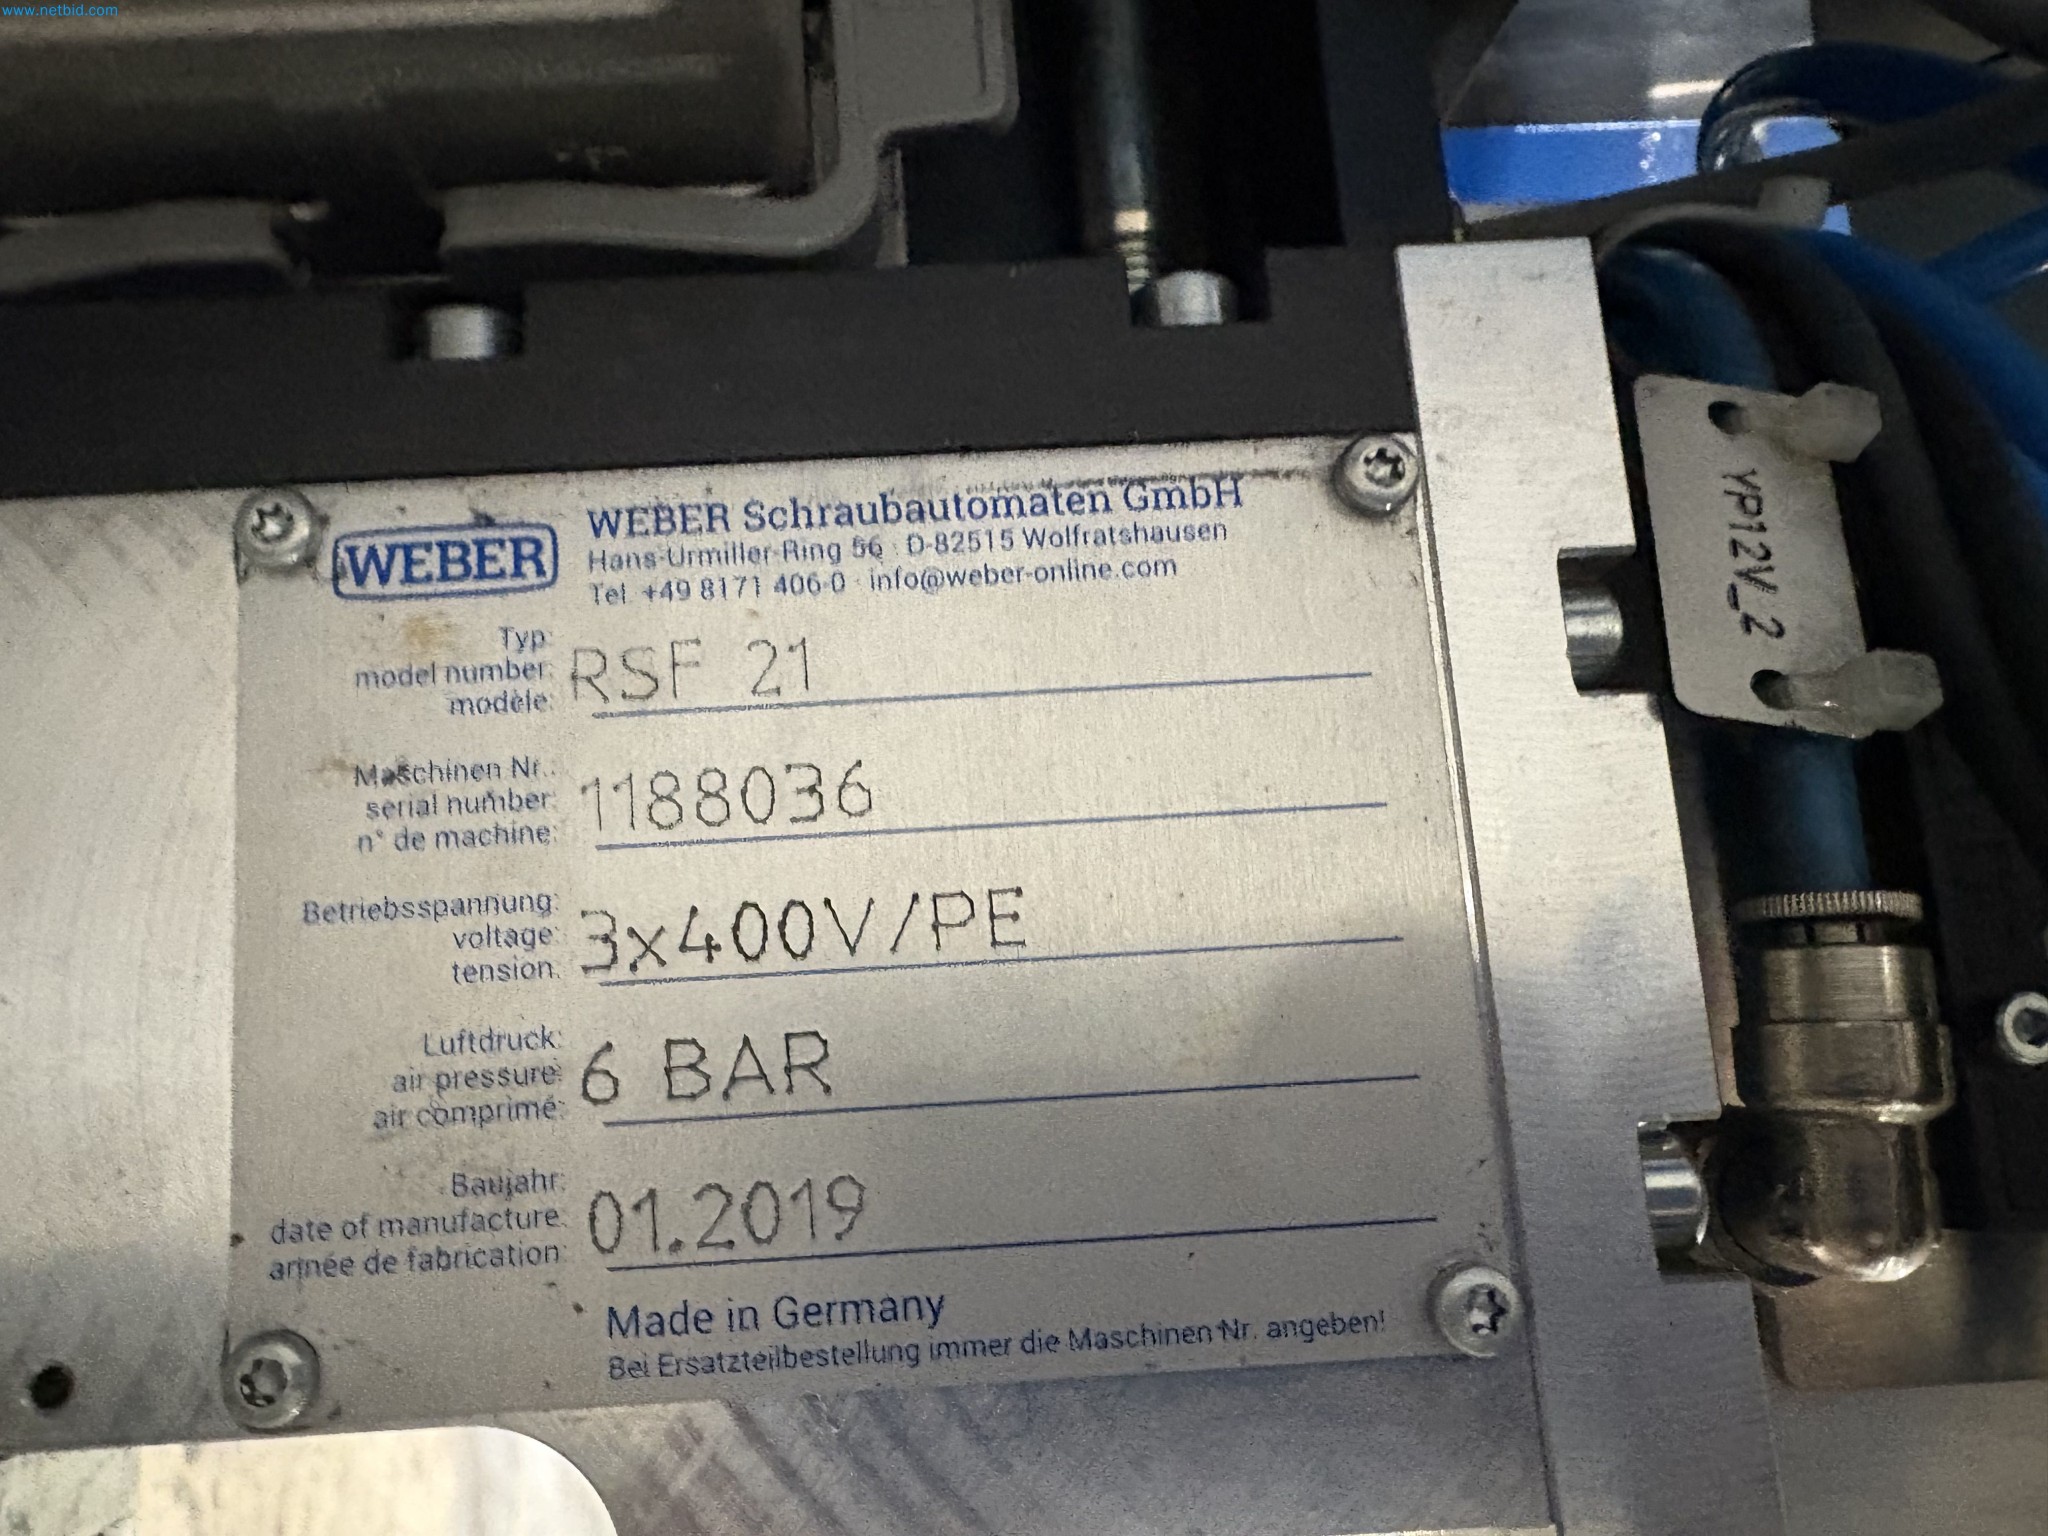 www.netbid.com
WEBER
WEBER Schraubautomaten GmbH
Hans-Urmiller-Ring 56 · D-82515 Wolfratshausen
Tel. +49 8171 406-0 · info@weber-online.com
Typ:
model number: RSF 21
modèle:
Maschinen Nr.:
serial number: 1188036
n° de machine:
Betriebsspannung:
voltage: 3x400V/PE
tension:
Luftdruck:
air pressure: 6 BAR
air comprimé:
Baujahr:
date of manufacture: 01.2019
année de fabrication:
Made in Germany
Bei Ersatzteilbestellung immer die Maschinen Nr. angeben!
YP12V_2